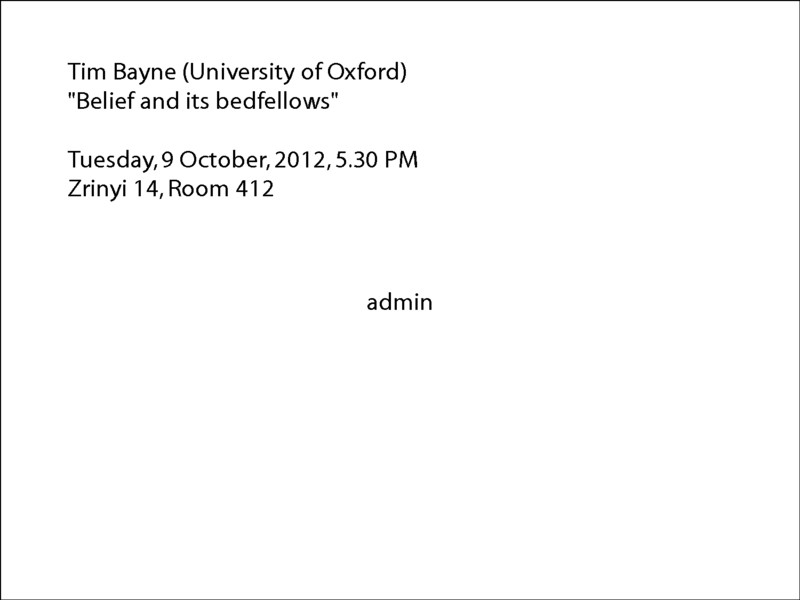 Tim Bayne (University of Oxford)
"Belief and its bedfellows"
Tuesday, 9 October, 2012, 5.30 PM
Zrinyi 14, Room 412
admin